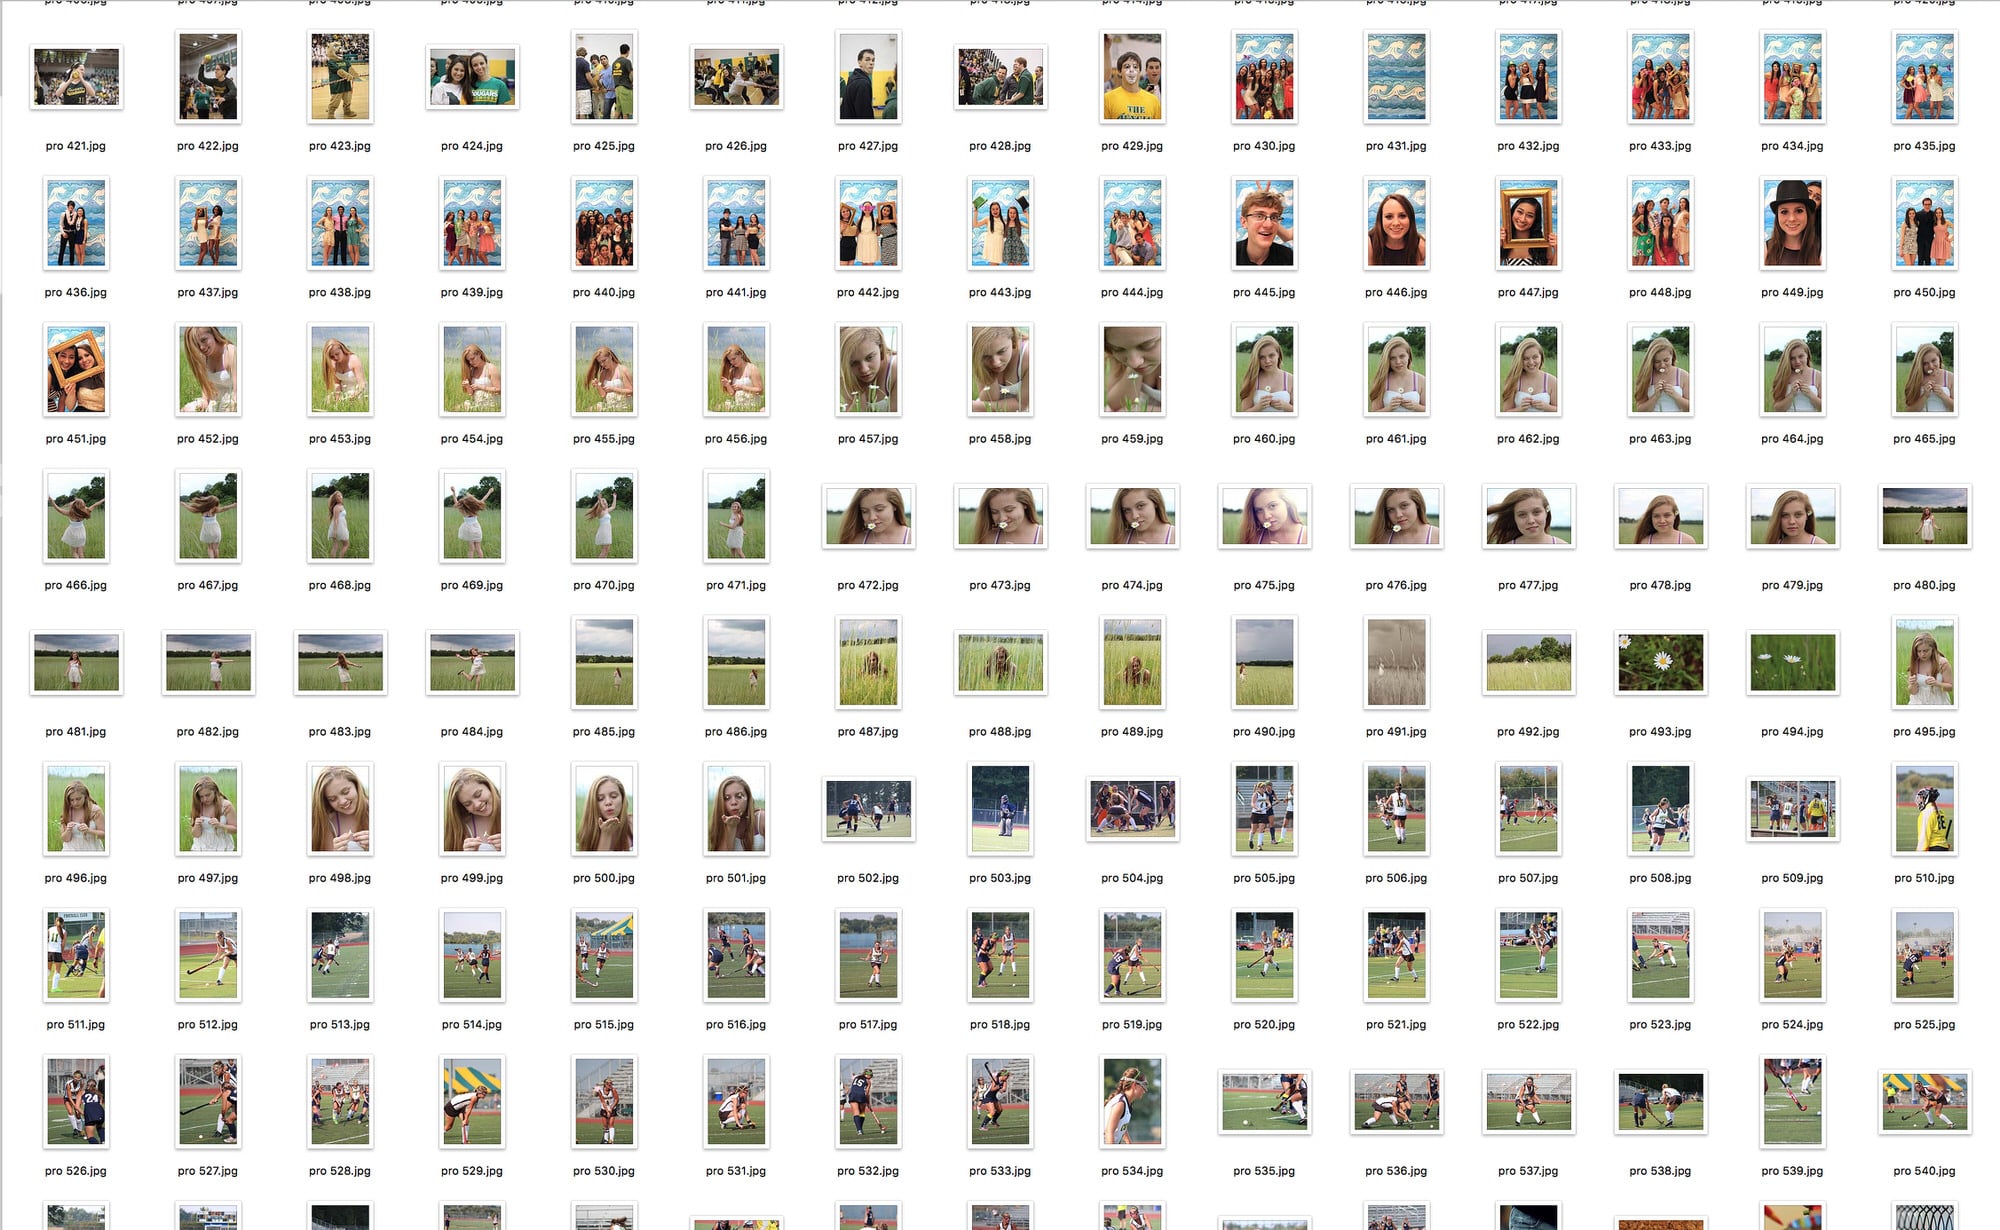 pro 421.jpg pro 422.jpg pro 423.jpg pro 424.jpg pro 425.jpg pro 426.jpg pro 427.jpg pro 428.jpg pro 429.jpg pro 430.jpg pro 431.jpg pro 432.jpg pro 433.jpg pro 434.jpg pro 435.jpg
pro 436.jpg pro 437.jpg pro 438.jpg pro 439.jpg pro 440.jpg pro 441.jpg pro 442.jpg pro 443.jpg pro 444.jpg pro 445.jpg pro 446.jpg pro 447.jpg pro 448.jpg pro 449.jpg pro 450.jpg
pro 451.jpg pro 452.jpg pro 453.jpg pro 454.jpg pro 455.jpg pro 456.jpg pro 457.jpg pro 458.jpg pro 459.jpg pro 460.jpg pro 461.jpg pro 462.jpg pro 463.jpg pro 464.jpg pro 465.jpg
pro 466.jpg pro 467.jpg pro 468.jpg pro 469.jpg pro 470.jpg pro 471.jpg pro 472.jpg pro 473.jpg pro 474.jpg pro 475.jpg pro 476.jpg pro 477.jpg pro 478.jpg pro 479.jpg pro 480.jpg
pro 481.jpg pro 482.jpg pro 483.jpg pro 484.jpg pro 485.jpg pro 486.jpg pro 487.jpg pro 488.jpg pro 489.jpg pro 490.jpg pro 491.jpg pro 492.jpg pro 493.jpg pro 494.jpg pro 495.jpg
pro 496.jpg pro 497.jpg pro 498.jpg pro 499.jpg pro 500.jpg pro 501.jpg pro 502.jpg pro 503.jpg pro 504.jpg pro 505.jpg pro 506.jpg pro 507.jpg pro 508.jpg pro 509.jpg pro 510.jpg
pro 511.jpg pro 512.jpg pro 513.jpg pro 514.jpg pro 515.jpg pro 516.jpg pro 517.jpg pro 518.jpg pro 519.jpg pro 520.jpg pro 521.jpg pro 522.jpg pro 523.jpg pro 524.jpg pro 525.jpg
pro 526.jpg pro 527.jpg pro 528.jpg pro 529.jpg pro 530.jpg pro 531.jpg pro 532.jpg pro 533.jpg pro 534.jpg pro 535.jpg pro 536.jpg pro 537.jpg pro 538.jpg pro 539.jpg pro 540.jpg